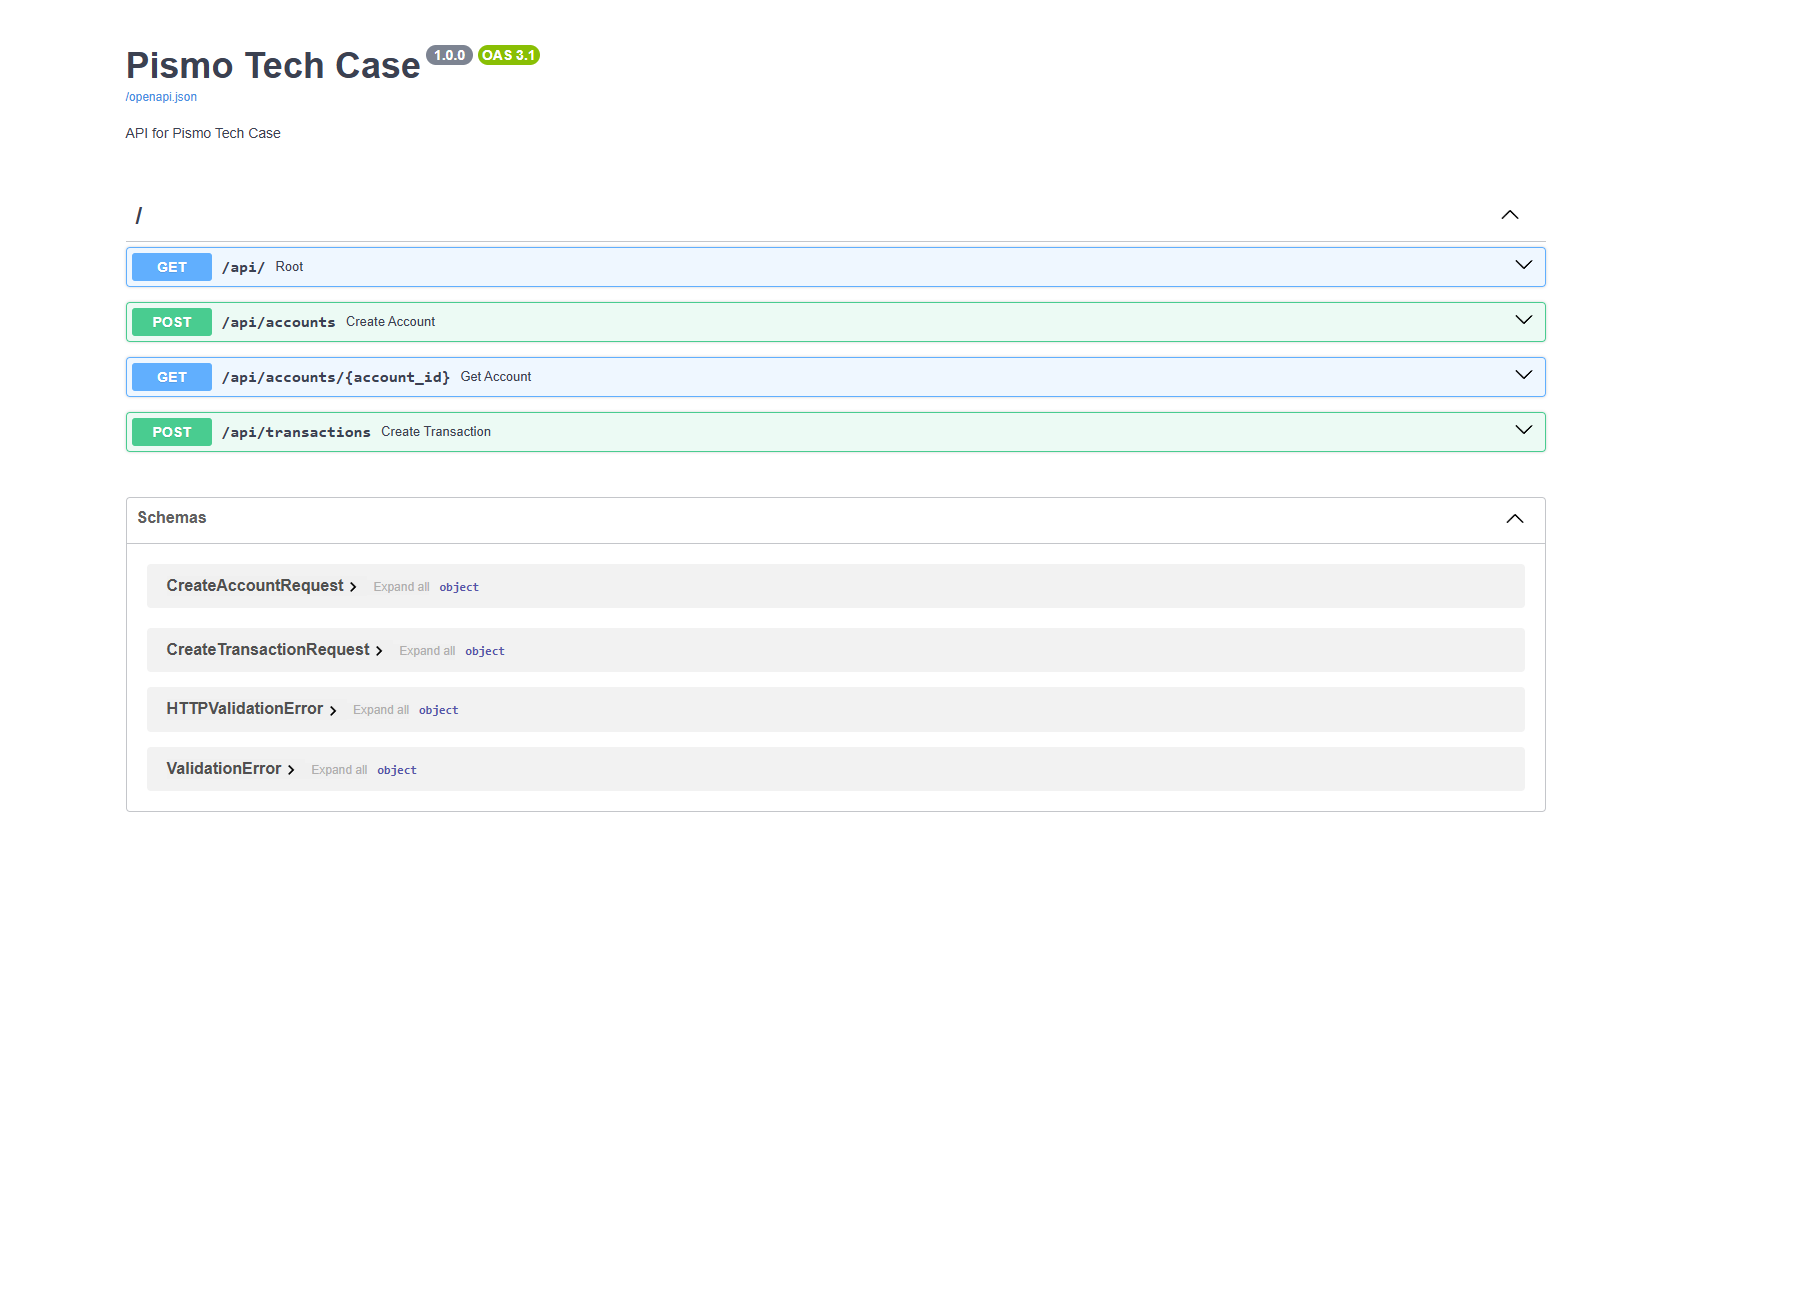 Pismo Tech Case 1.0.0 OAS 3.1
/openapi.json
API for Pismo Tech Case
/
GET /api/ Root
POST /api/accounts Create Account
GET /api/accounts/{account_id} Get Account
POST /api/transactions Create Transaction
Schemas
CreateAccountRequest Expand all object
CreateTransactionRequest Expand all object
HTTPValidationError Expand all object
ValidationError Expand all object